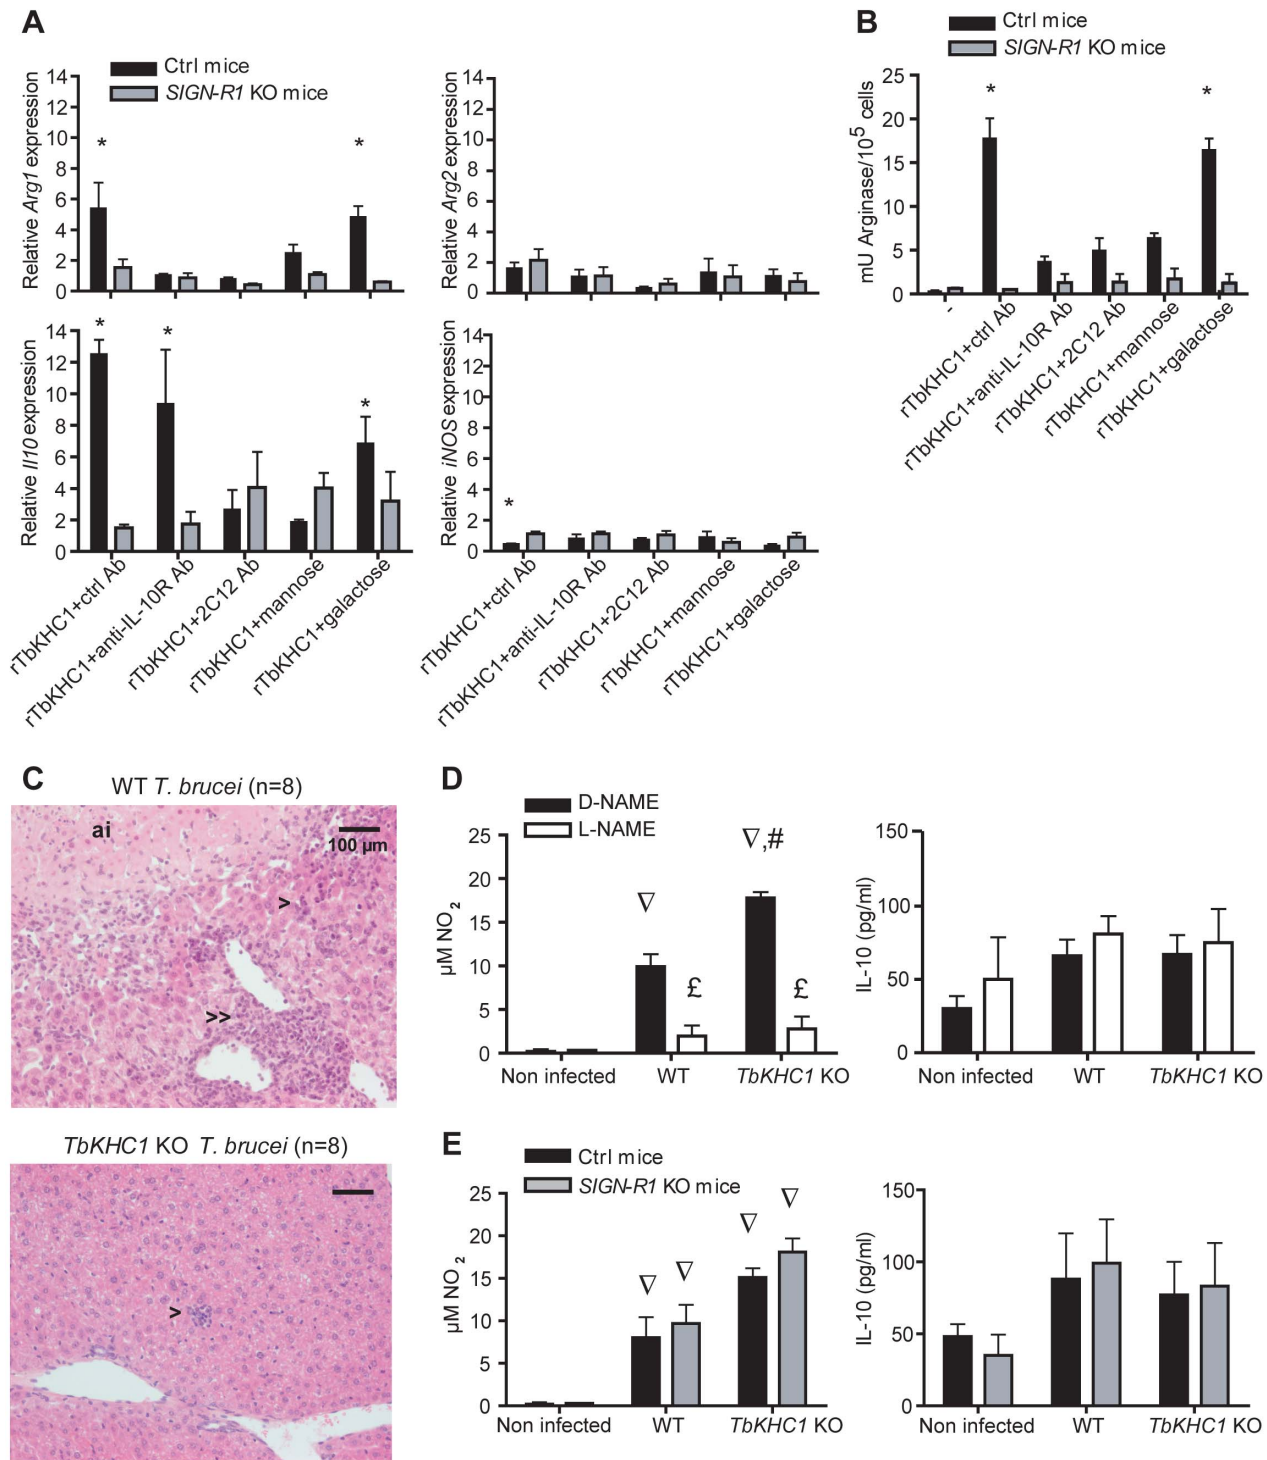 A
Ctrl mice
SIGN-R1 KO mice
Relative Arg1 expression
14
12
10
8
6
4
2
0
*
*
Relative Arg2 expression
14
12
10
8
6
4
2
0
Relative Il10 expression
14
12
10
8
6
4
2
0
*
*
*
rTbKHC1+ctrl Ab
rTbKHC1+anti-IL-10R Ab
rTbKHC1+2C12 Ab
rTbKHC1+mannose
rTbKHC1+galactose
Relative iNOS expression
14
12
10
8
6
4
2
0
*
rTbKHC1+ctrl Ab
rTbKHC1+anti-IL-10R Ab
rTbKHC1+2C12 Ab
rTbKHC1+mannose
rTbKHC1+galactose
B
Ctrl mice
SIGN-R1 KO mice
mU Arginase/10⁵ cells
25
20
15
10
5
0
*
*
-
rTbKHC1+ctrl Ab
rTbKHC1+anti-IL-10R Ab
rTbKHC1+2C12 Ab
rTbKHC1+mannose
rTbKHC1+galactose
C
WT T. brucei (n=8)
ai
100 µm
>
>>
TbKHC1 KO T. brucei (n=8)
>
D
D-NAME
L-NAME
µM NO₂
25
20
15
10
5
0
∇
£
∇,#
£
Non infected
WT
TbKHC1 KO
IL-10 (pg/ml)
150
100
50
0
Non infected
WT
TbKHC1 KO
E
Ctrl mice
SIGN-R1 KO mice
µM NO₂
25
20
15
10
5
0
∇
∇
∇
∇
Non infected
WT
TbKHC1 KO
IL-10 (pg/ml)
150
100
50
0
Non infected
WT
TbKHC1 KO